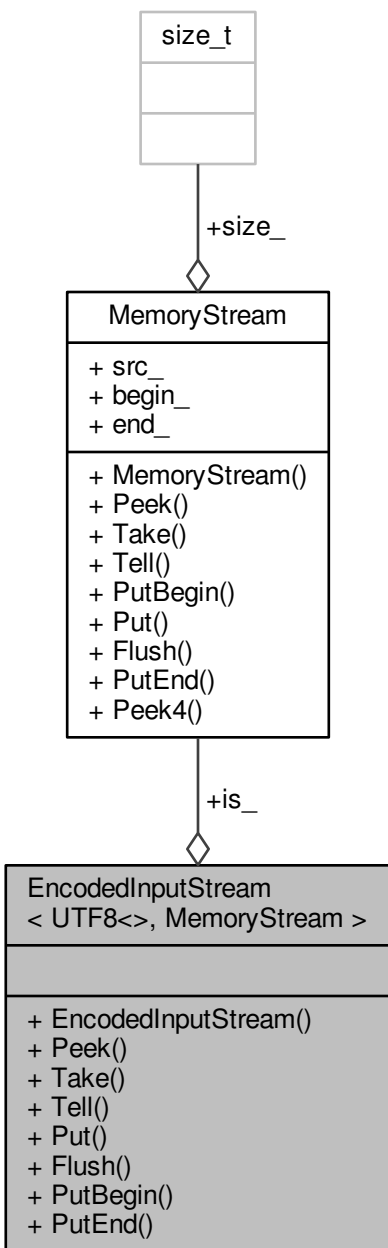 size_t
+size_
MemoryStream
+ src_
+ begin_
+ end_
+ MemoryStream()
+ Peek()
+ Take()
+ Tell()
+ PutBegin()
+ Put()
+ Flush()
+ PutEnd()
+ Peek4()
+is_
EncodedInputStream
< UTF8<>, MemoryStream >
+ EncodedInputStream()
+ Peek()
+ Take()
+ Tell()
+ Put()
+ Flush()
+ PutBegin()
+ PutEnd()